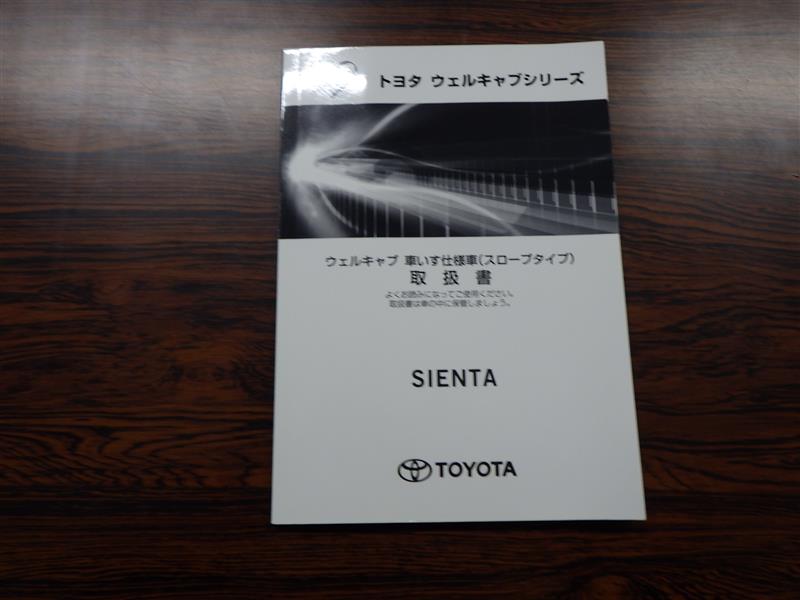 トヨタ ウェルキャブシリーズ
ウェルキャブ 車いす仕様車(スロープタイプ)
取扱書
よくお読みになってご使用ください。
取扱書は車の中に保管しましょう。
SIENTA
TOYOTA